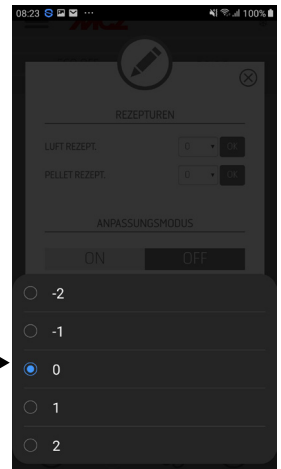 08:23 100%
MCZ
REZEPTUREN
LUFT REZEPT. 0 OK
PELLET REZEPT. 0 OK
ANPASSUNGSMODUS
ON OFF
-2
-1
0
1
2